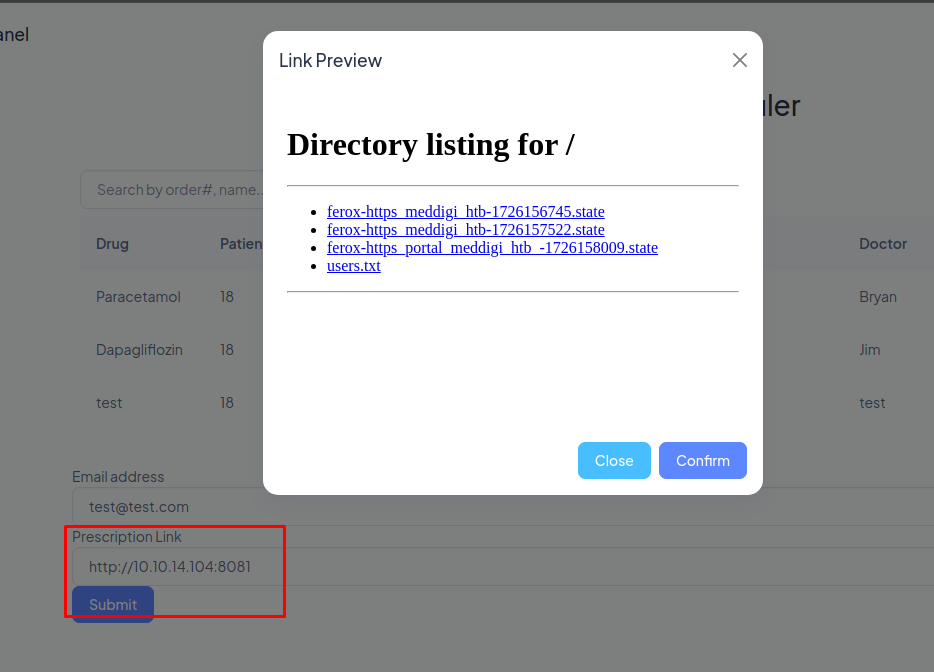 anel
Link Preview
uler
Directory listing for /
Search by order#, name..
ferox-https_meddigi_htb-1726156745.state
ferox-https_meddigi_htb-1726157522.state
Drug Patien Doctor
ferox-https_portal_meddigi_htb_-1726158009.state
users.txt
Paracetamol 18 Bryan
Dapagliflozin 18 Jim
test 18 test
Close Confirm
Email address
test@test.com
Prescription Link
http://10.10.14.104:8081
Submit